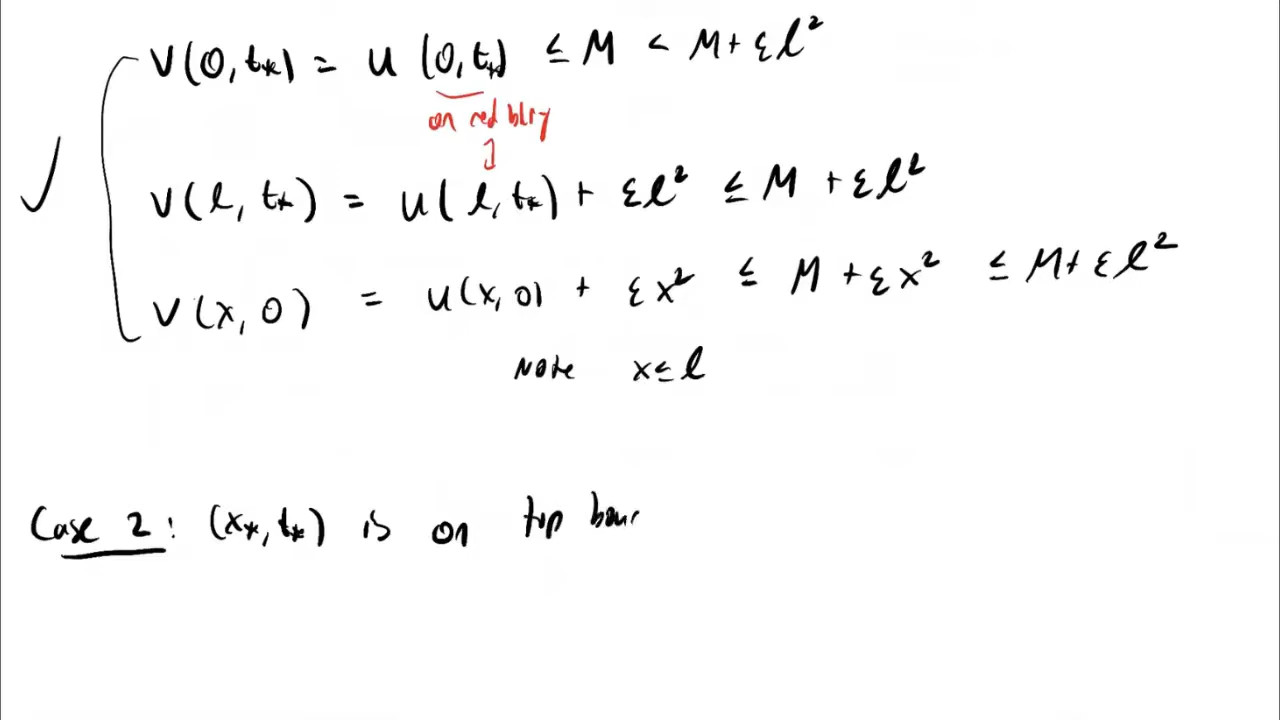 V(0, t*) = u(0, t*) ≤ M < M + εl²
on red bdry
V(l, t*) = u(l, t*) + εl² ≤ M + εl²
V(x, 0) = u(x, 0) + εx² ≤ M + εx² ≤ M + εl²
Note x ≤ l
Case 2: (x*, t*) is on top boun